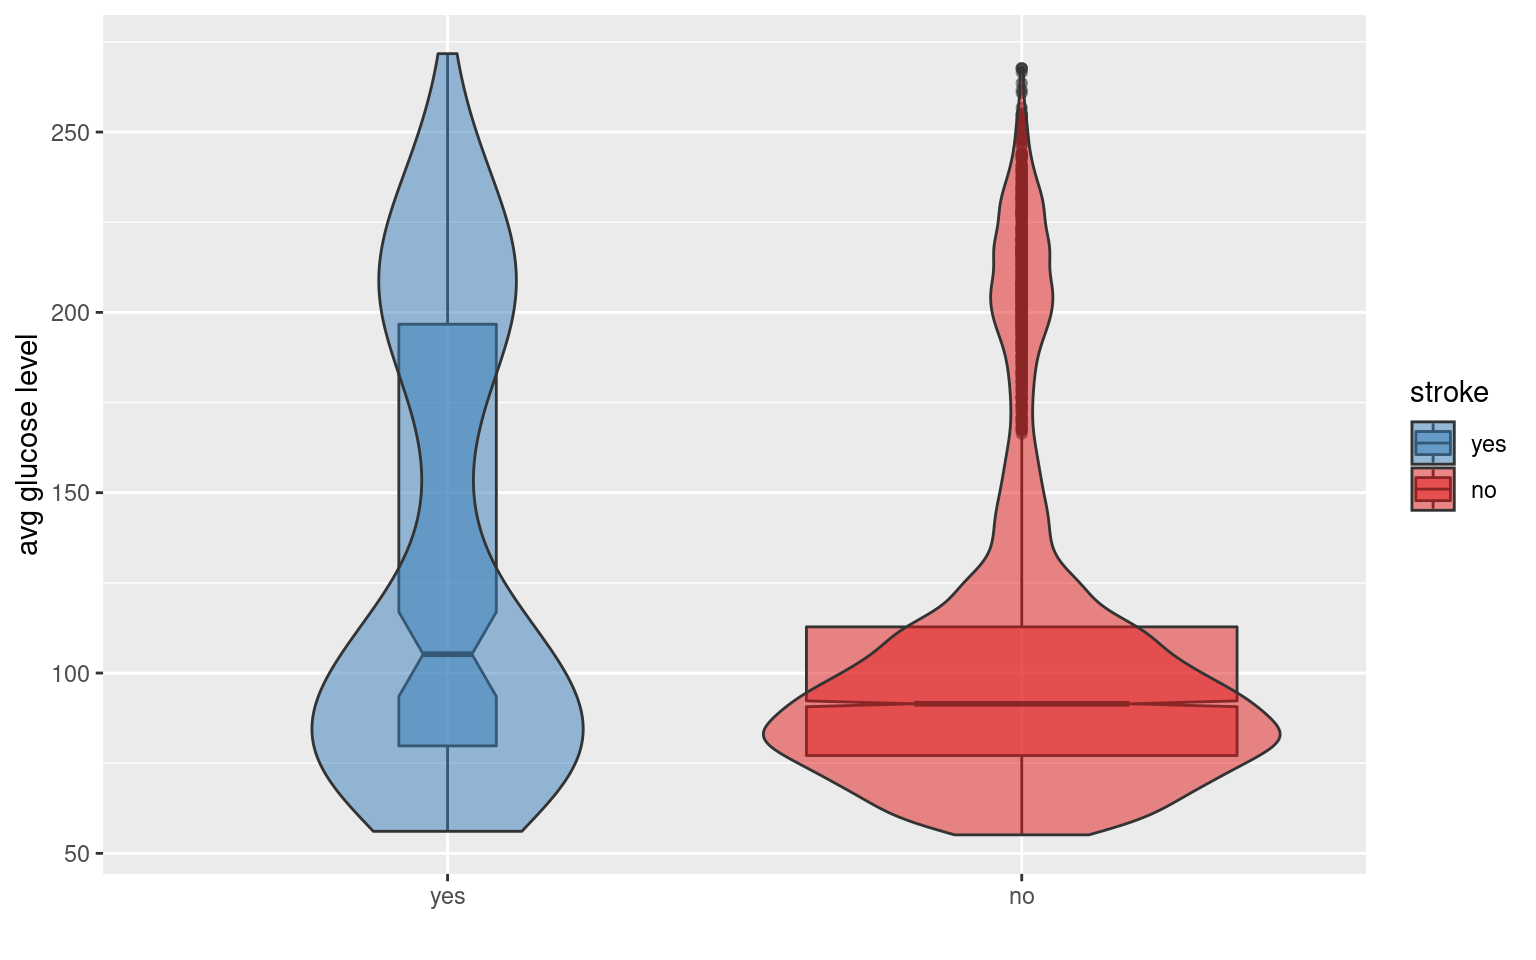 avg glucose level
250
200
150
100
50
yes
no
stroke
yes
no